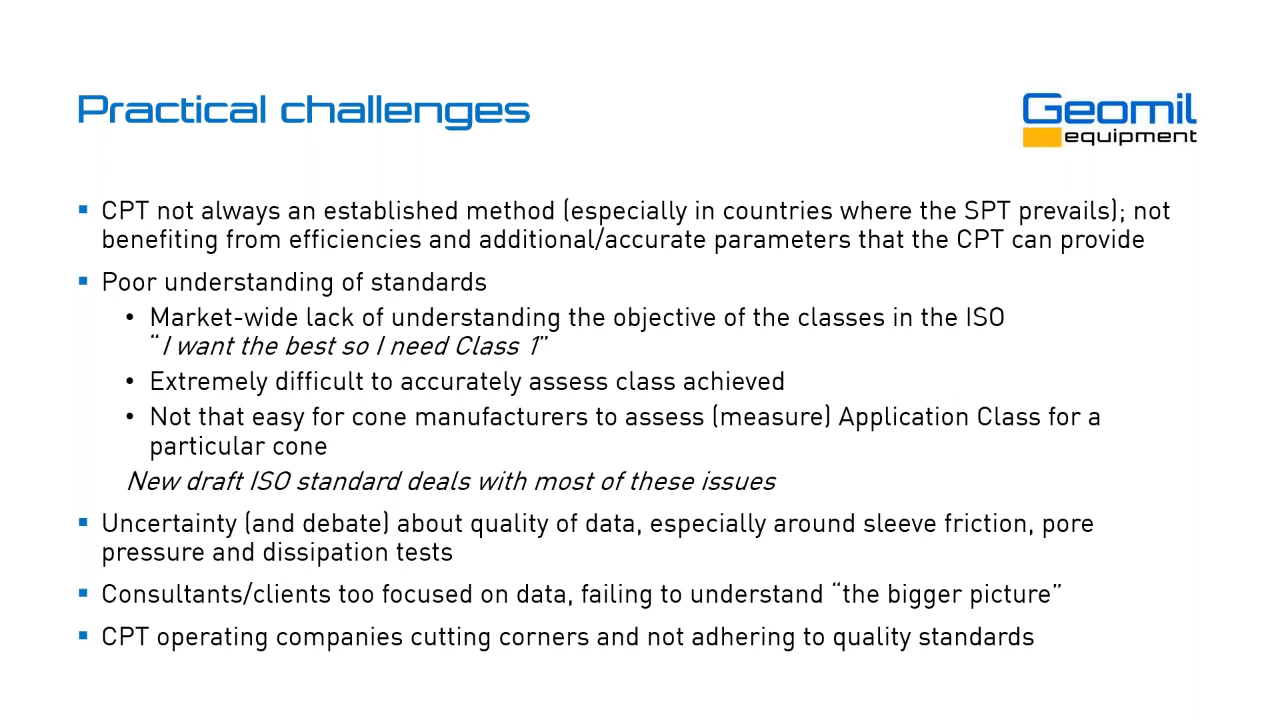 Practical challenges
Geomil
equipment
▪ CPT not always an established method (especially in countries where the SPT prevails); not
benefiting from efficiencies and additional/accurate parameters that the CPT can provide
▪ Poor understanding of standards
• Market-wide lack of understanding the objective of the classes in the ISO
“I want the best so I need Class 1”
• Extremely difficult to accurately assess class achieved
• Not that easy for cone manufacturers to assess (measure) Application Class for a
particular cone
New draft ISO standard deals with most of these issues
▪ Uncertainty (and debate) about quality of data, especially around sleeve friction, pore
pressure and dissipation tests
▪ Consultants/clients too focused on data, failing to understand “the bigger picture”
▪ CPT operating companies cutting corners and not adhering to quality standards